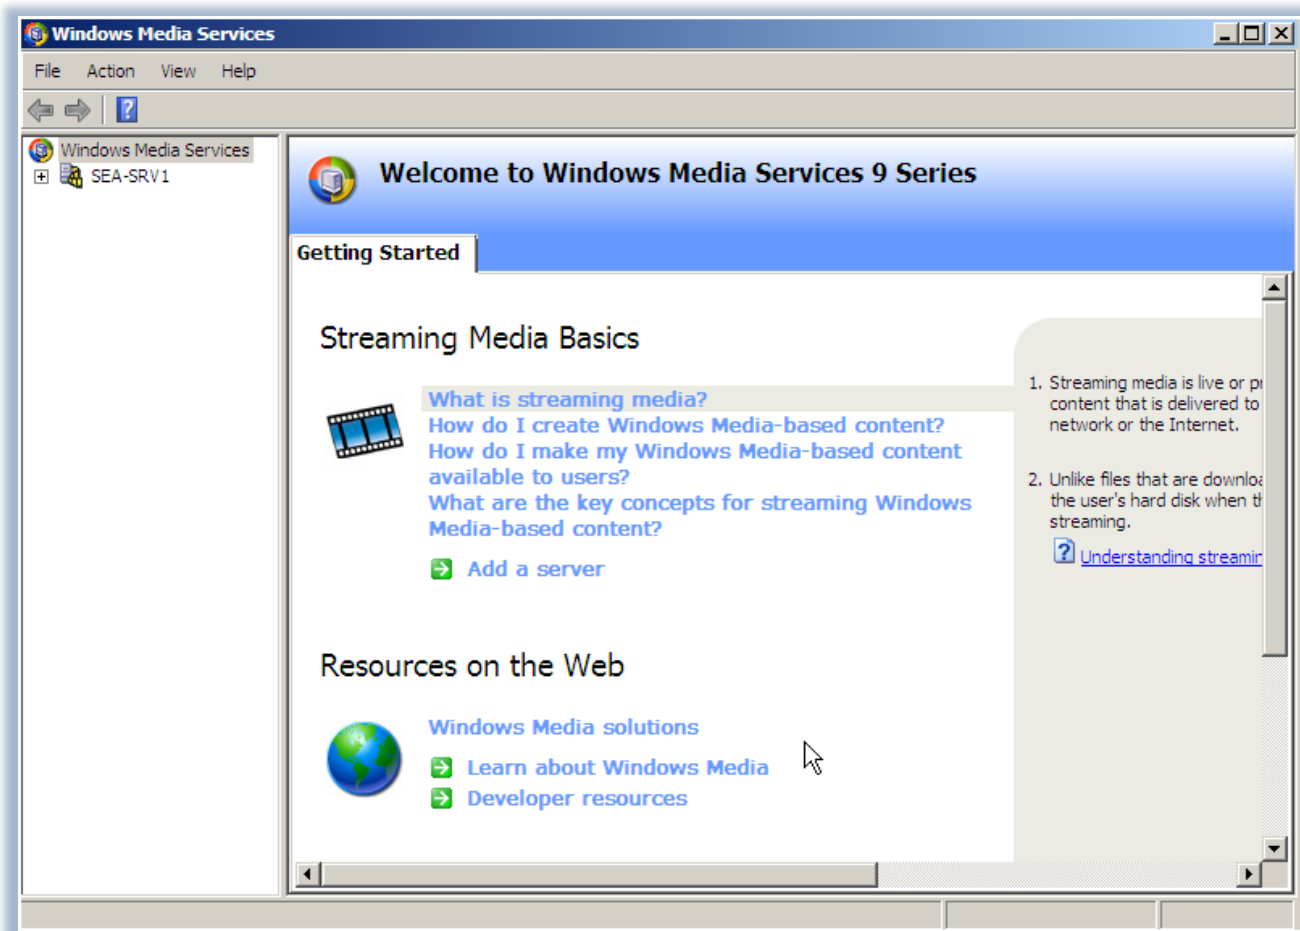 Windows Media Services
File Action View Help
Windows Media Services
SEA-SRV1
Welcome to Windows Media Services 9 Series
Getting Started
Streaming Media Basics
What is streaming media?
How do I create Windows Media-based content?
How do I make my Windows Media-based content
available to users?
What are the key concepts for streaming Windows
Media-based content?
Add a server
Resources on the Web
Windows Media solutions
Learn about Windows Media
Developer resources
1. Streaming media is live or
content that is delivered to
network or the Internet.
2. Unlike files that are
the user's hard disk when
streaming.
Understanding